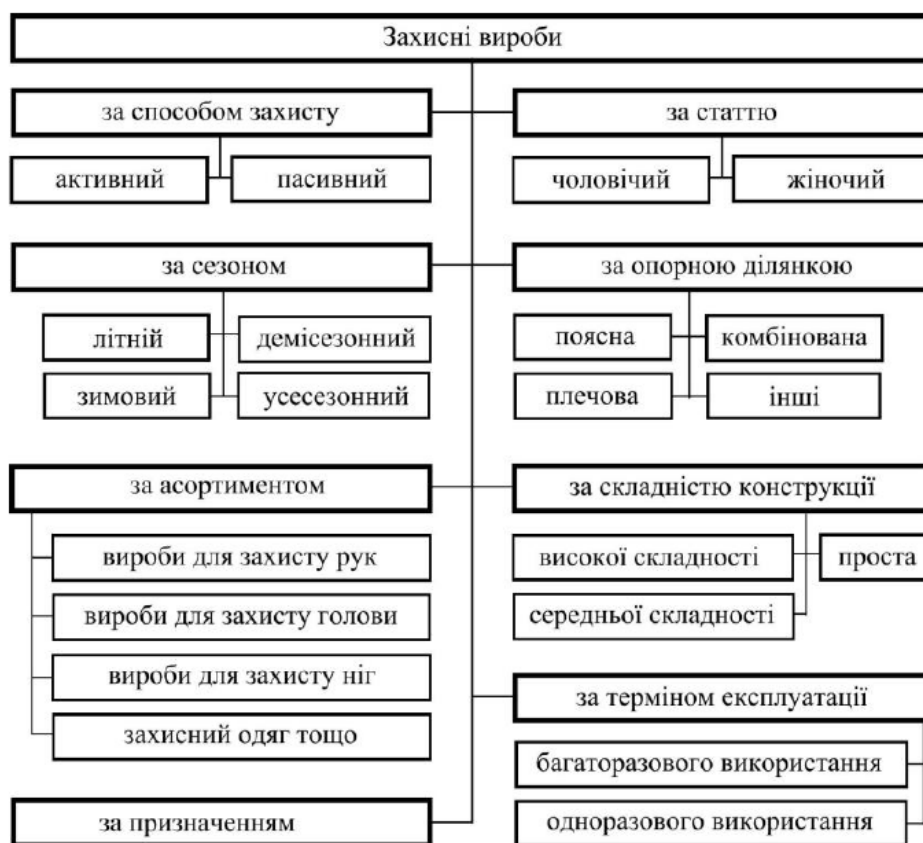 Захисні вироби
за способом захисту
активний
пасивний
за статтю
чоловічий
жіночий
за сезоном
літній
демісезонний
зимовий
усесезонний
за опорною ділянкою
поясна
комбінована
плечова
інші
за асортиментом
вироби для захисту рук
вироби для захисту голови
вироби для захисту ніг
захисний одяг тощо
за складністю конструкції
високої складності
проста
середньої складності
за терміном експлуатації
багаторазового використання
одноразового використання
за призначенням